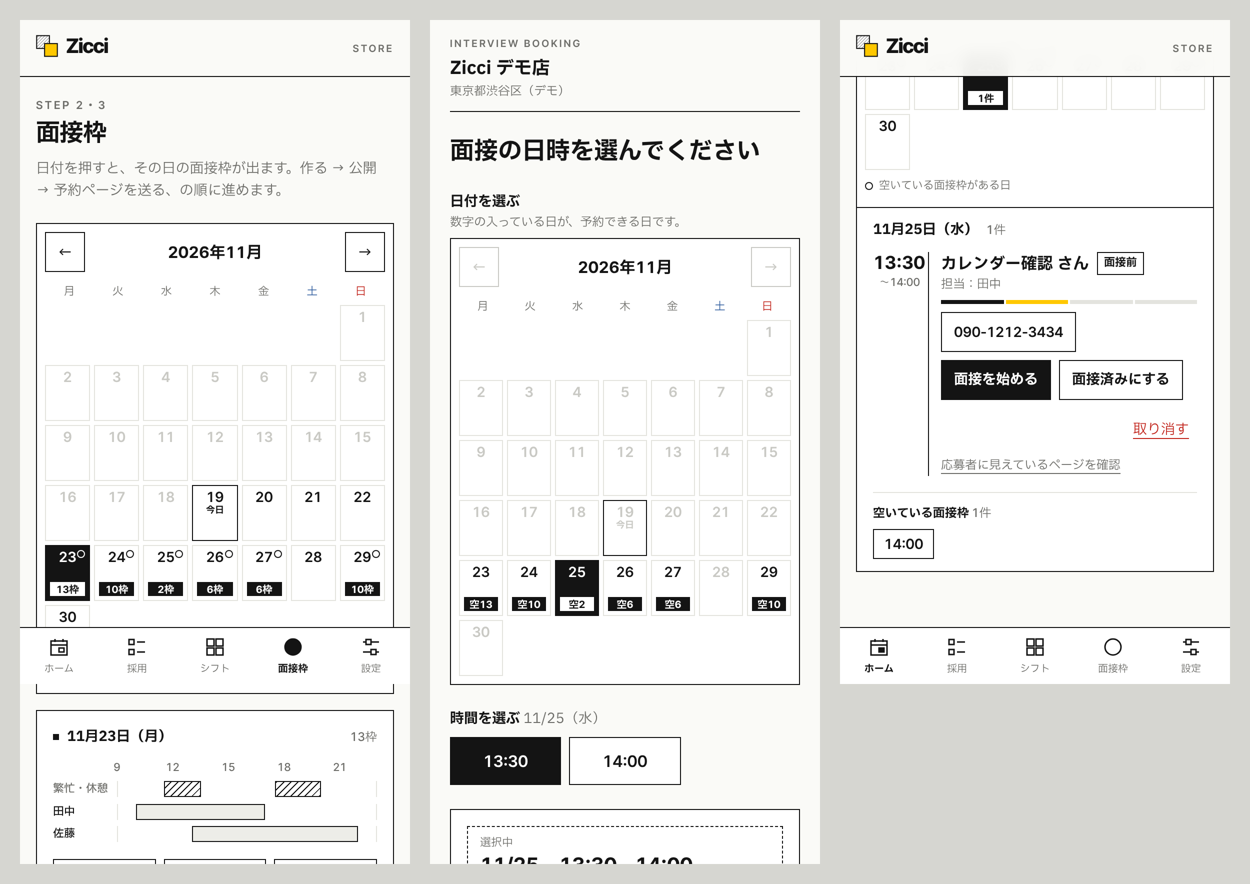 Zicci
STORE
STEP 2・3
面接枠
日付を押すと、その日の面接枠が出ます。作る → 公開
→ 予約ページを送る、の順に進めます。
←
2026年11月
→
月 火 水 木 金 土 日
1
2 3 4 5 6 7 8
9 10 11 12 13 14 15
16 17 18 19 20 21 22
今日
23 24 25 26 27 28 29
13枠 10枠 2枠 6枠 6枠 10枠
30
ホーム 採用 シフト 面接枠 設定
11月23日（月）
13枠
9 12 15 18 21
繁忙・休憩
田中
佐藤
INTERVIEW BOOKING
Zicci デモ店
東京都渋谷区（デモ）
面接の日時を選んでください
日付を選ぶ
数字の入っている日が、予約できる日です。
←
2026年11月
→
月 火 水 木 金 土 日
1
2 3 4 5 6 7 8
9 10 11 12 13 14 15
16 17 18 19 20 21 22
今日
23 24 25 26 27 28 29
空13 空10 空2 空6 空6 空10
30
時間を選ぶ 11/25（水）
13:30 14:00
選択中
11/25 13:30 14:00
Zicci
STORE
1件
30
空いている面接枠がある日
11月25日（水） 1件
13:30
～14:00
カレンダー確認 さん 面接前
担当：田中
090-1212-3434
面接を始める 面接済みにする
取り消す
応募者に見えているページを確認
空いている面接枠 1件
14:00
ホーム 採用 シフト 面接枠 設定